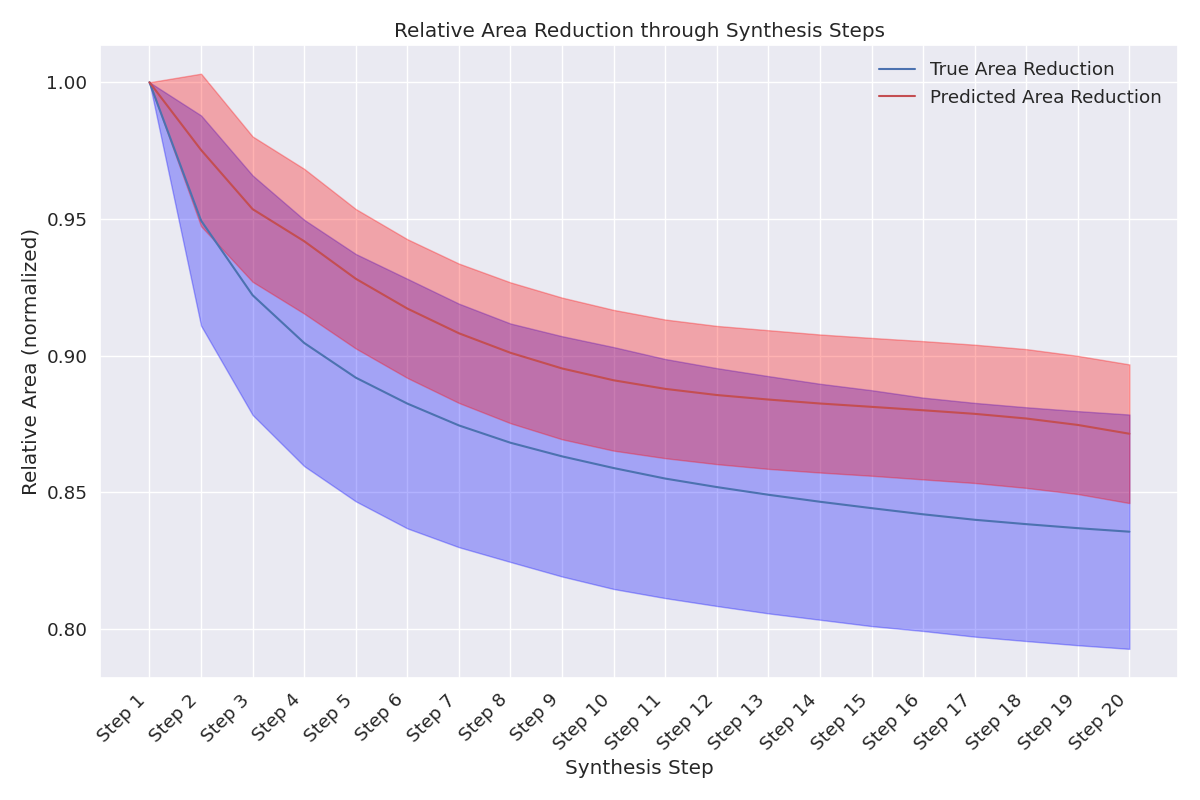 Relative Area Reduction through Synthesis Steps
True Area Reduction
Predicted Area Reduction
Relative Area (normalized)
1.00
0.95
0.90
0.85
0.80
Step 1
Step 2
Step 3
Step 4
Step 5
Step 6
Step 7
Step 8
Step 9
Step 10
Step 11
Step 12
Step 13
Step 14
Step 15
Step 16
Step 17
Step 18
Step 19
Step 20
Synthesis Step